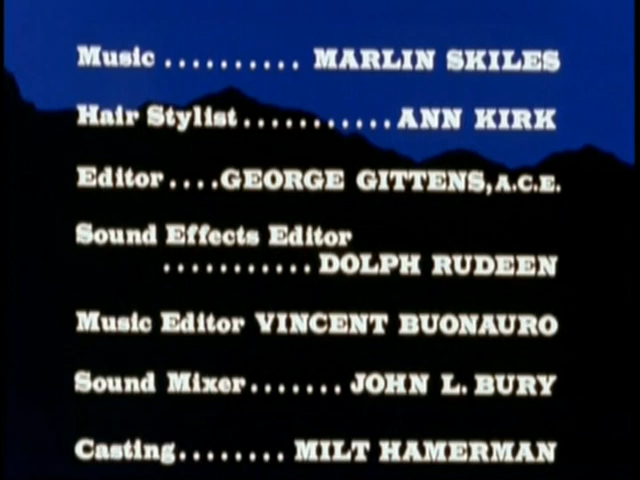 Music .......... MARLIN SKILES
Hair Stylist........... ANN KIRK
Editor....GEORGE GITTENS, A.C.E.
Sound Effects Editor
........... DOLPH RUDEEN
Music Editor VINCENT BUONAURO
Sound Mixer....... JOHN L. BURY
Casting........ MILT HAMERMAN